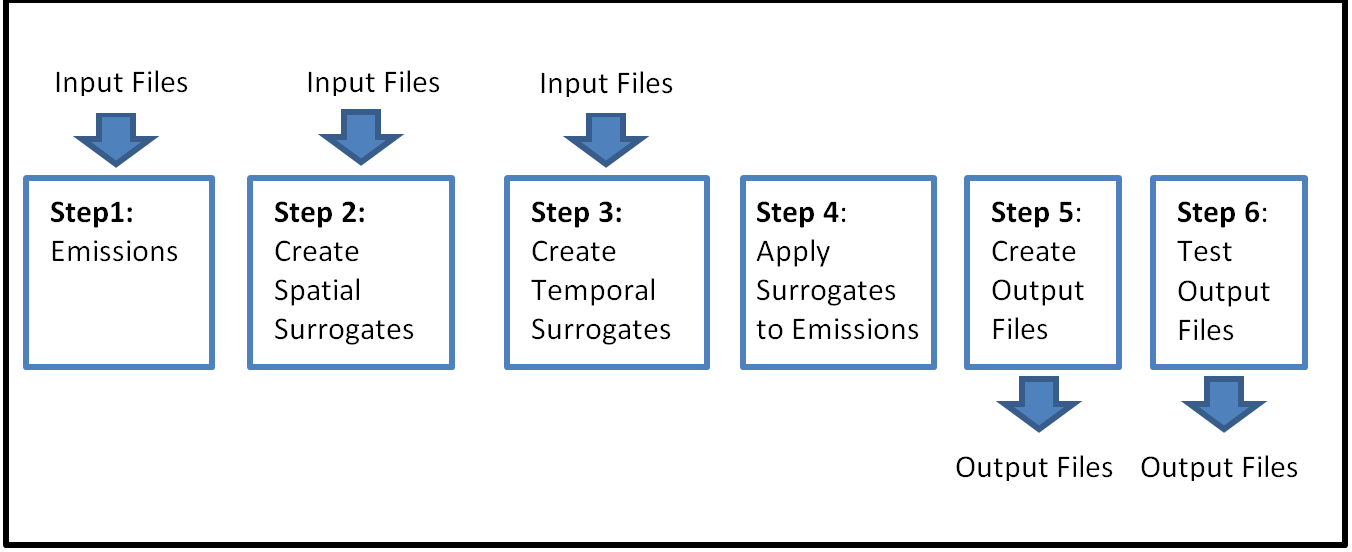 Input Files
Input Files
Input Files
Step1:
Emissions
Step 2:
Create
Spatial
Surrogates
Step 3:
Create
Temporal
Surrogates
Step 4:
Apply
Surrogates
to Emissions
Step 5:
Create
Output
Files
Step 6:
Test
Output
Files
Output Files
Output Files